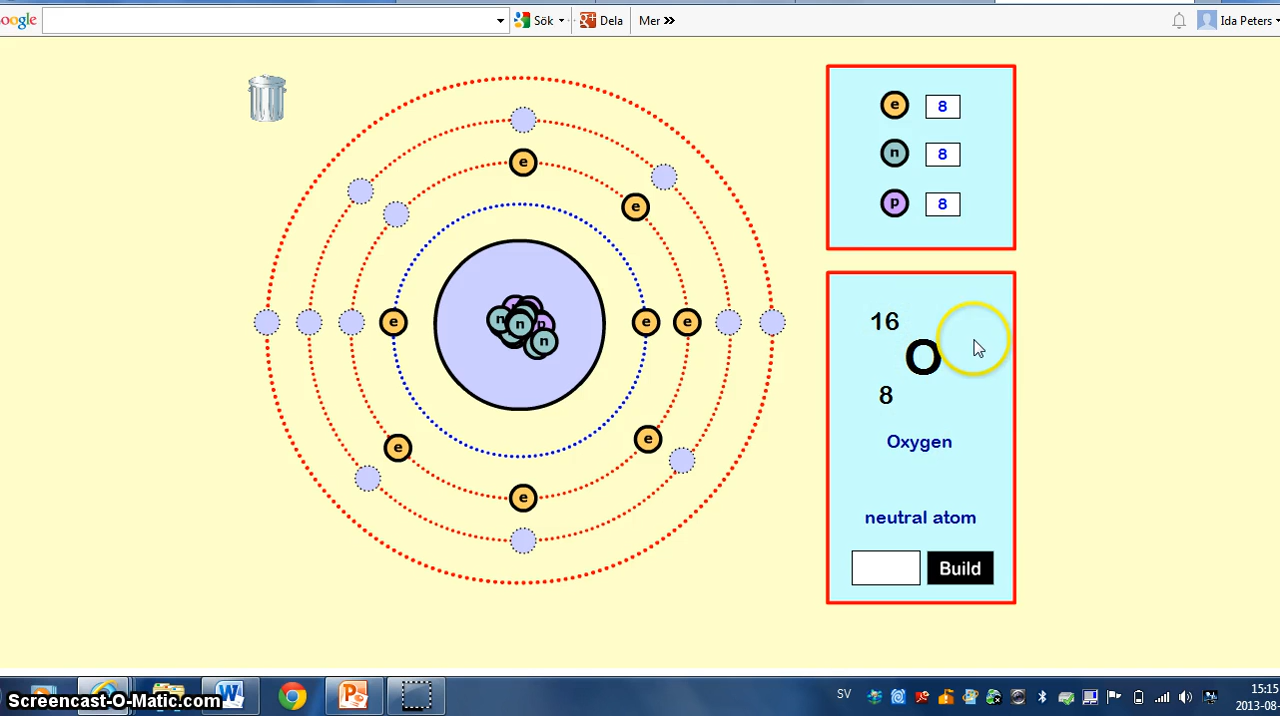 oogle
Sök
Dela
Mer »
Ida Peters
e 8
n 8
p 8
e
e
e
e
e
e
e
e
n
n
n
p
16
O
8
Oxygen
neutral atom
Build
Screencast-O-Matic.com
W
P
SV
15:15
2013-08-